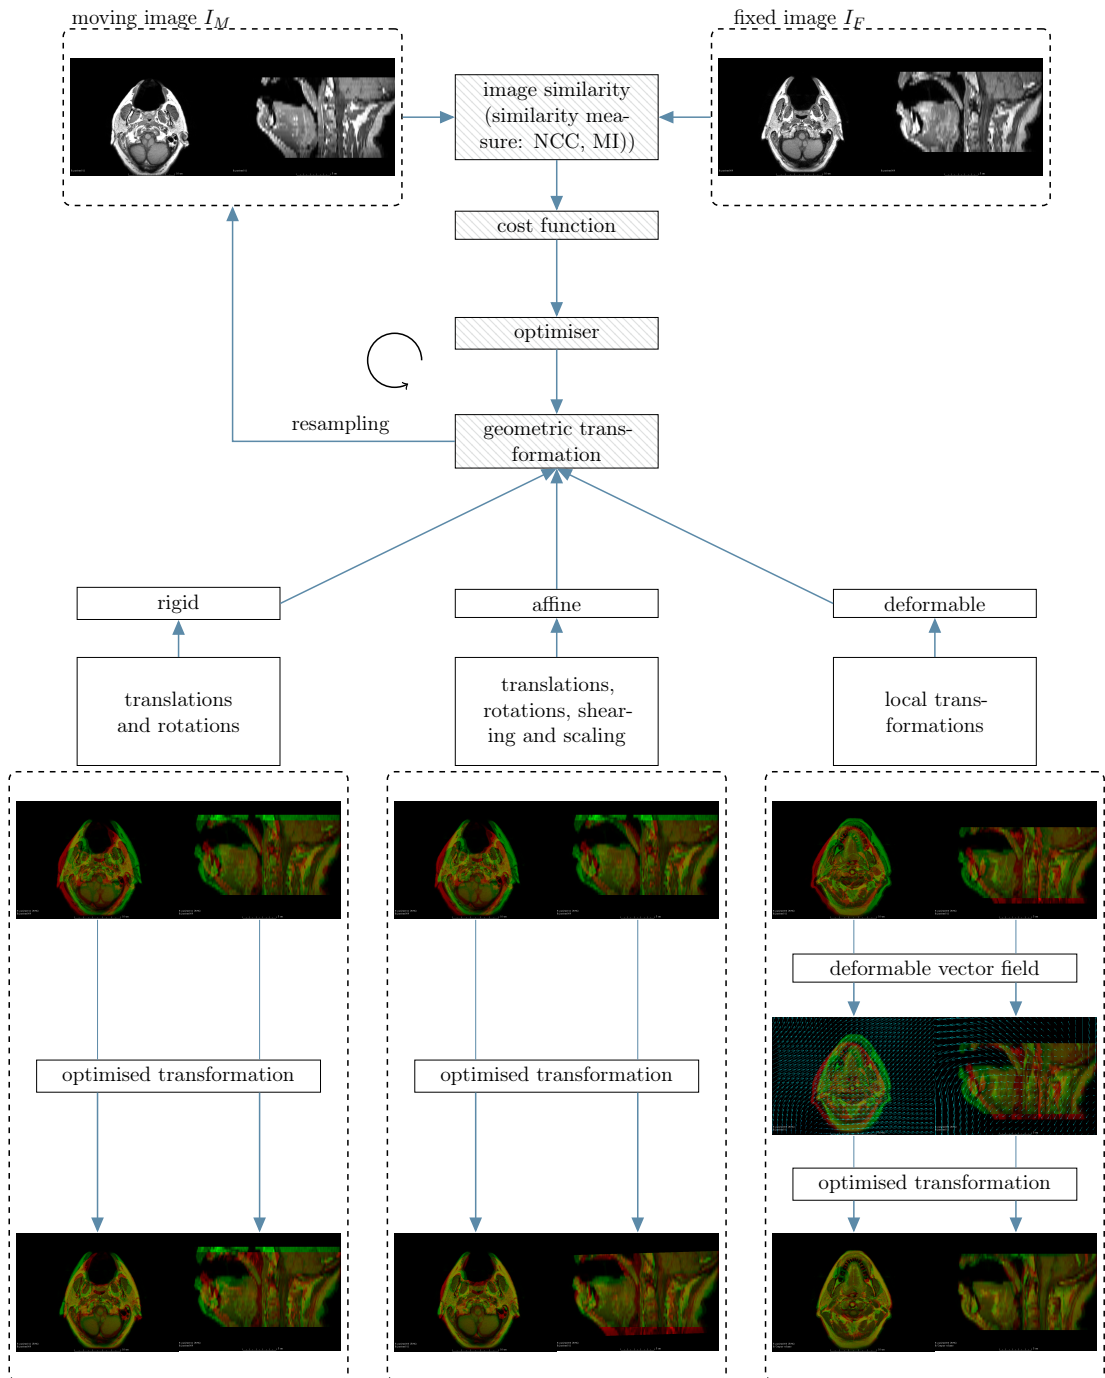 moving image I_M
fixed image I_F
image similarity
(similarity mea-
sure: NCC, MI))
cost function
optimiser
resampling
geometric trans-
formation
rigid
affine
deformable
translations
and rotations
translations,
rotations, shear-
ing and scaling
local trans-
formations
deformable vector field
optimised transformation
optimised transformation
optimised transformation